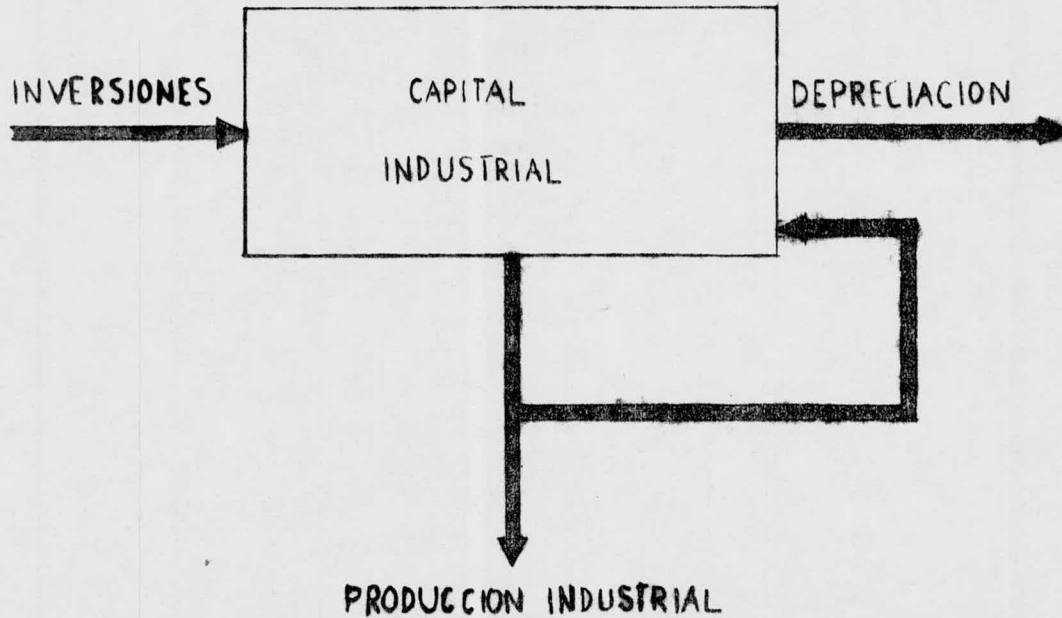 INVERSIONES
CAPITAL
INDUSTRIAL
DEPRECIACION
PRODUCCION INDUSTRIAL